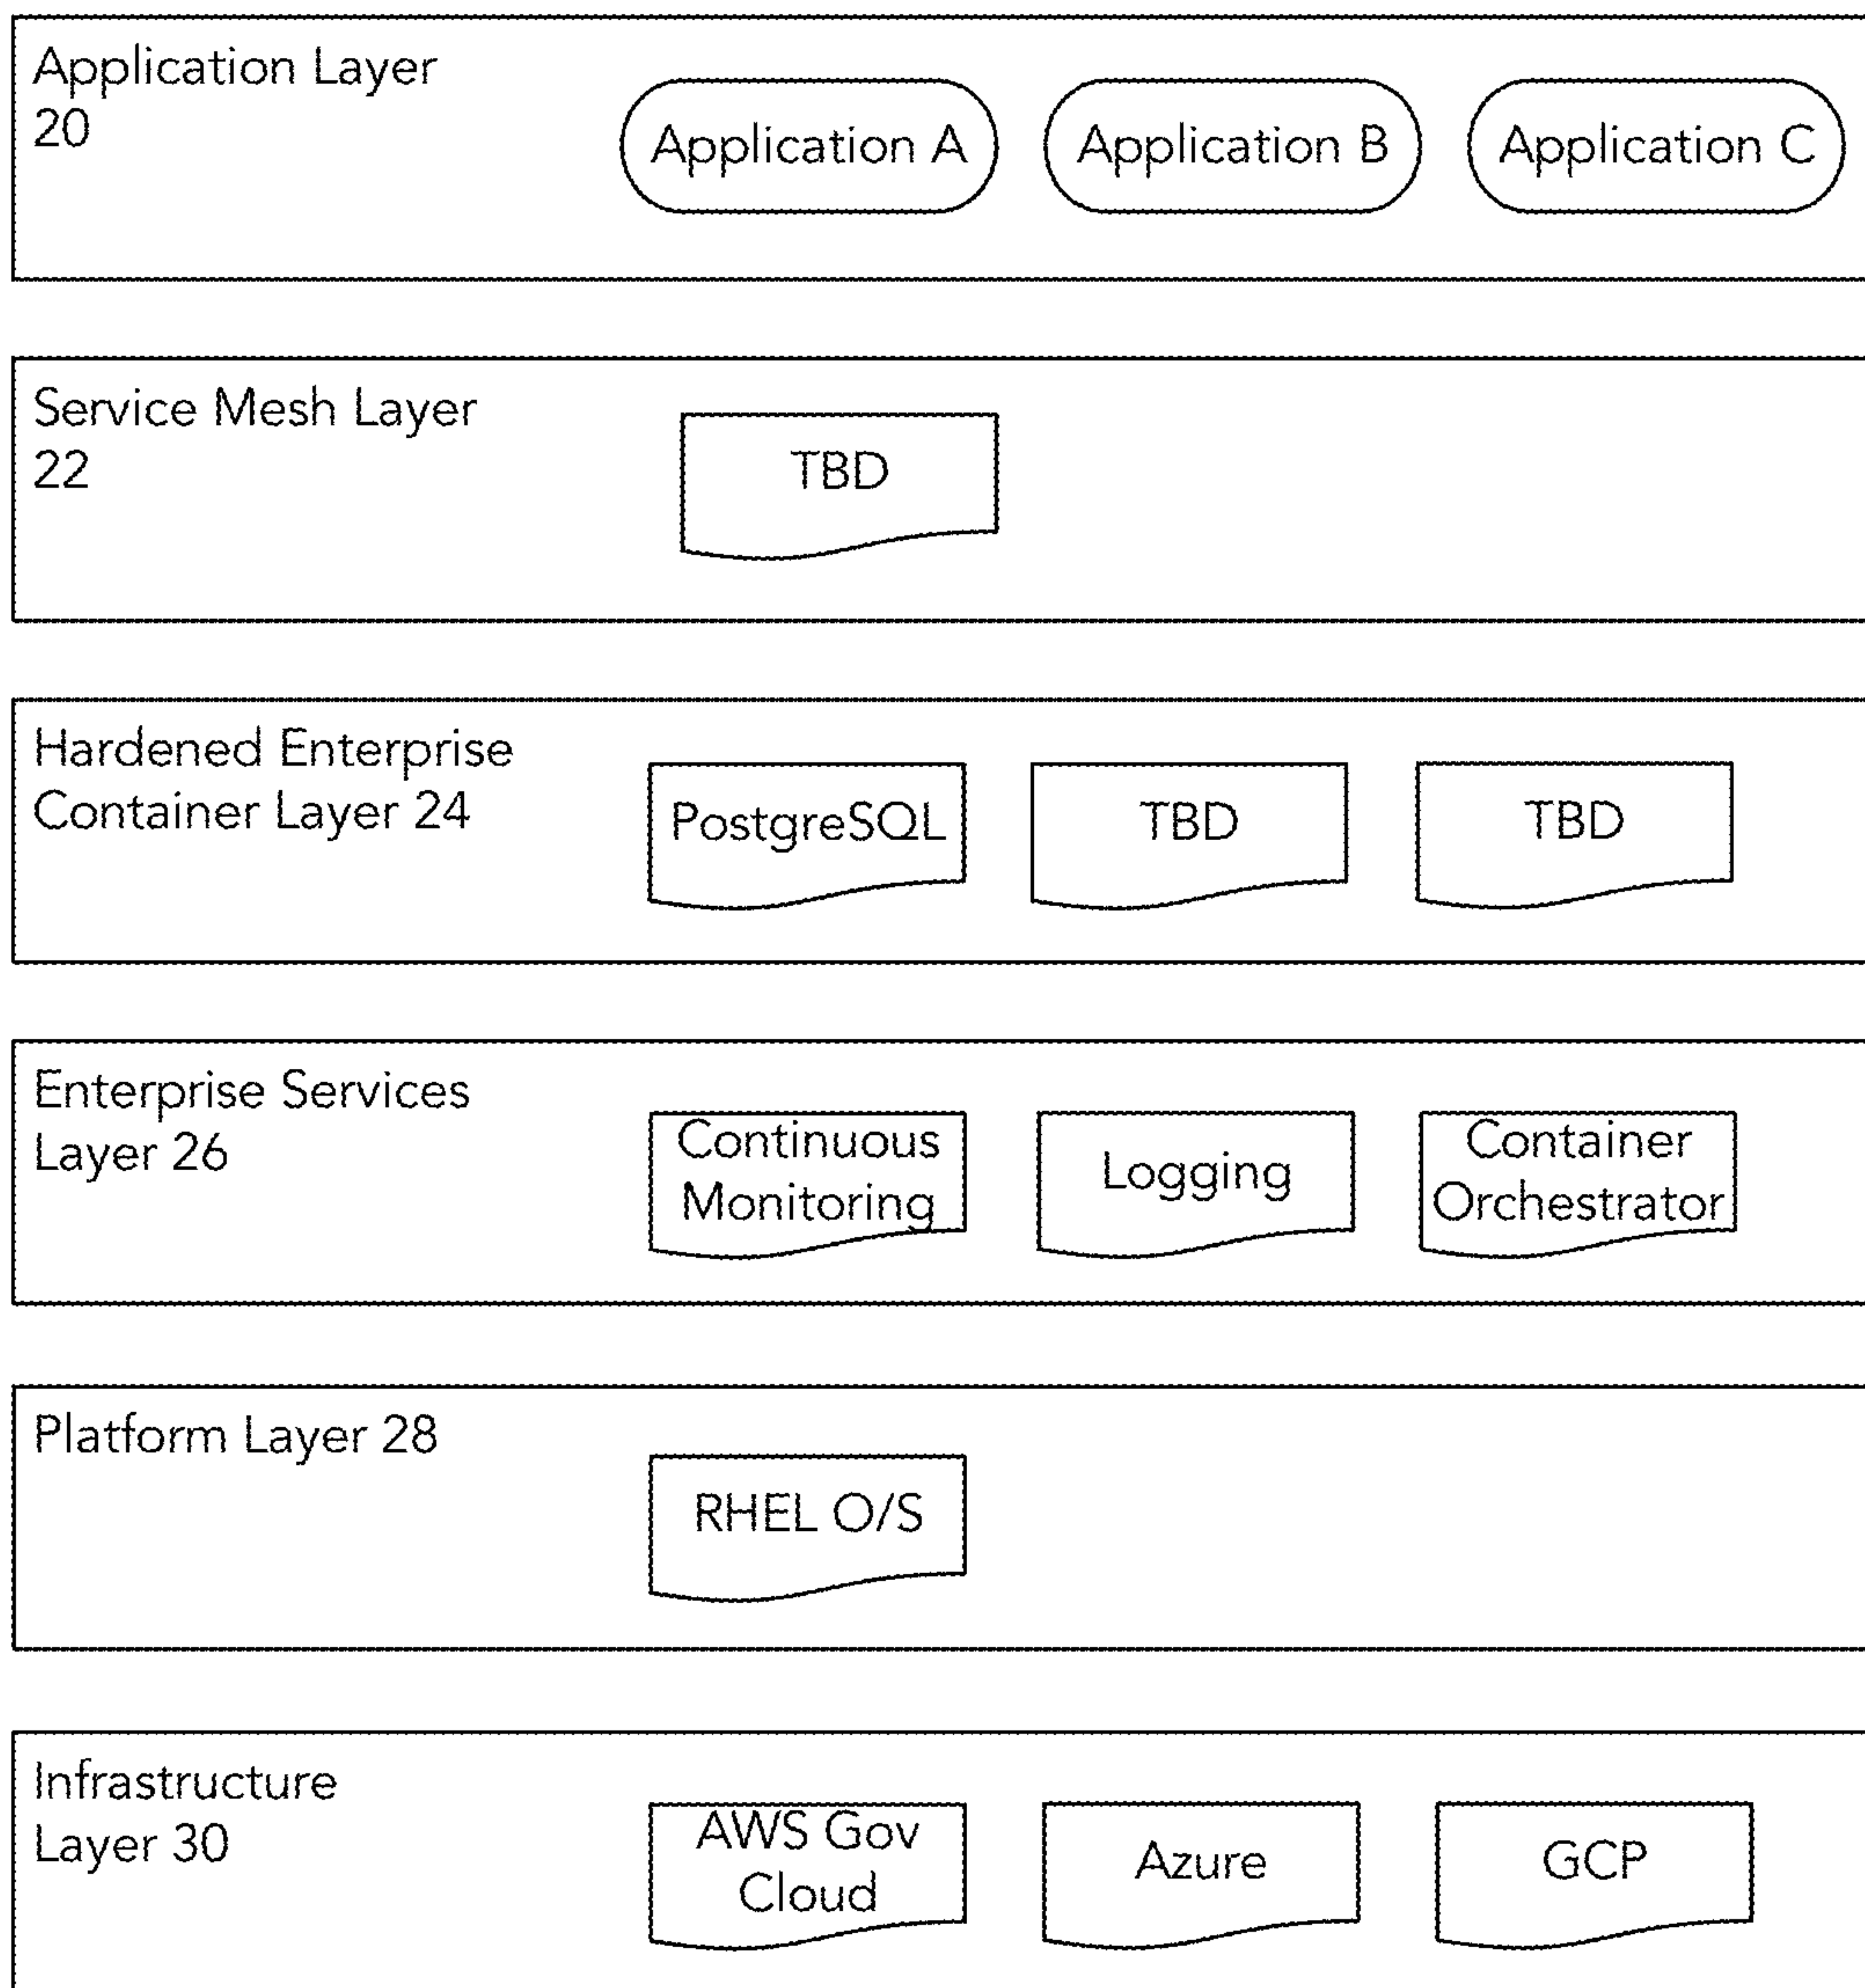 Application Layer
20
Application A
Application B
Application C
Service Mesh Layer
22
TBD
Hardened Enterprise
Container Layer 24
PostgreSQL
TBD
TBD
Enterprise Services
Layer 26
Continuous
Monitoring
Logging
Container
Orchestrator
Platform Layer 28
RHEL O/S
Infrastructure
Layer 30
AWS Gov
Cloud
Azure
GCP